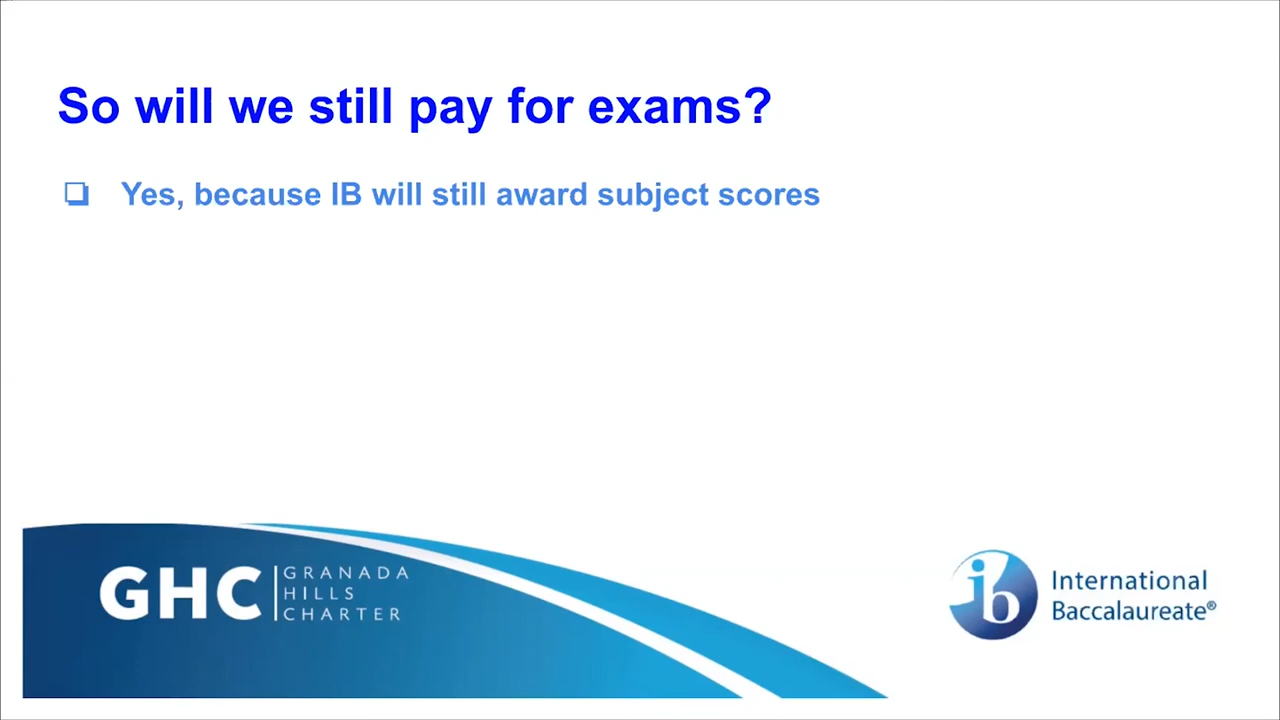 So will we still pay for exams?
❏ Yes, because IB will still award subject scores
GHC
GRANADA
HILLS
CHARTER
ib
International
Baccalaureate®